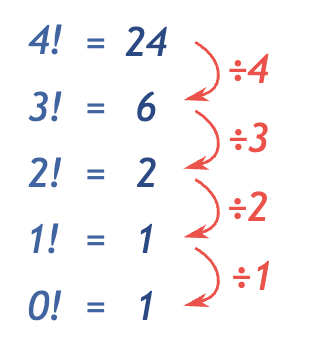 4! = 24
÷4
3! = 6
÷3
2! = 2
÷2
1! = 1
÷1
0! = 1